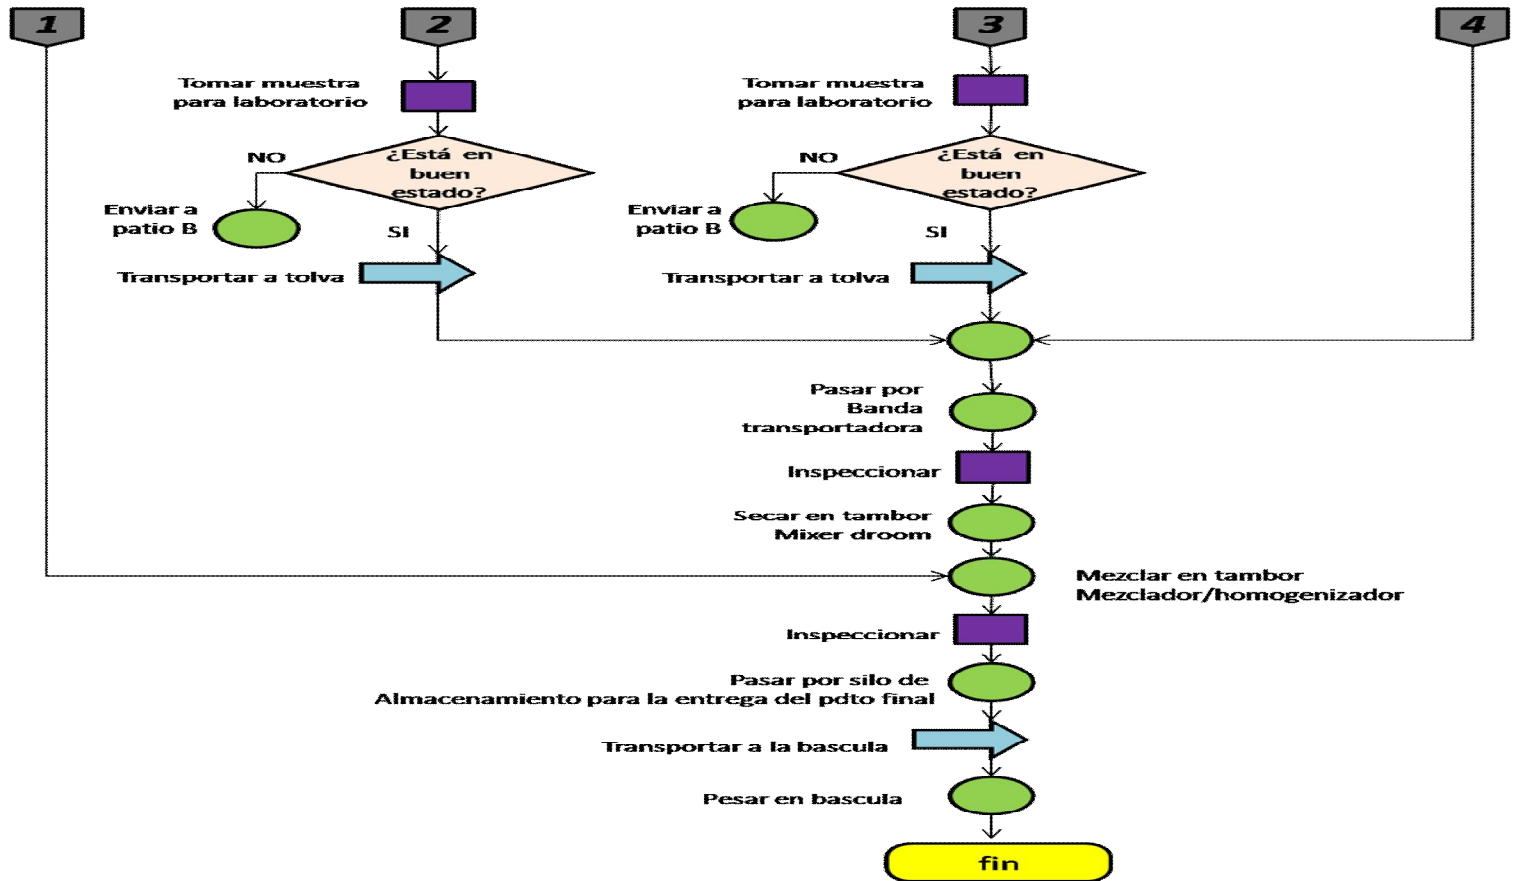 1
2
3
4
Tomar muestra
para laboratorio
Tomar muestra
para laboratorio
NO
¿Está en
buen
estado?
NO
¿Está en
buen
estado?
Enviar a
patio B
SI
Enviar a
patio B
SI
Transportar a tolva
Transportar a tolva
Pasar por
Banda
transportadora
Inspeccionar
Secar en tambor
Mixer droom
Mezclar en tambor
Mezclador/homogenizador
Inspeccionar
Pasar por silo de
Almacenamiento para la entrega del pdto final
Transportar a la bascula
Pesar en bascula
fin